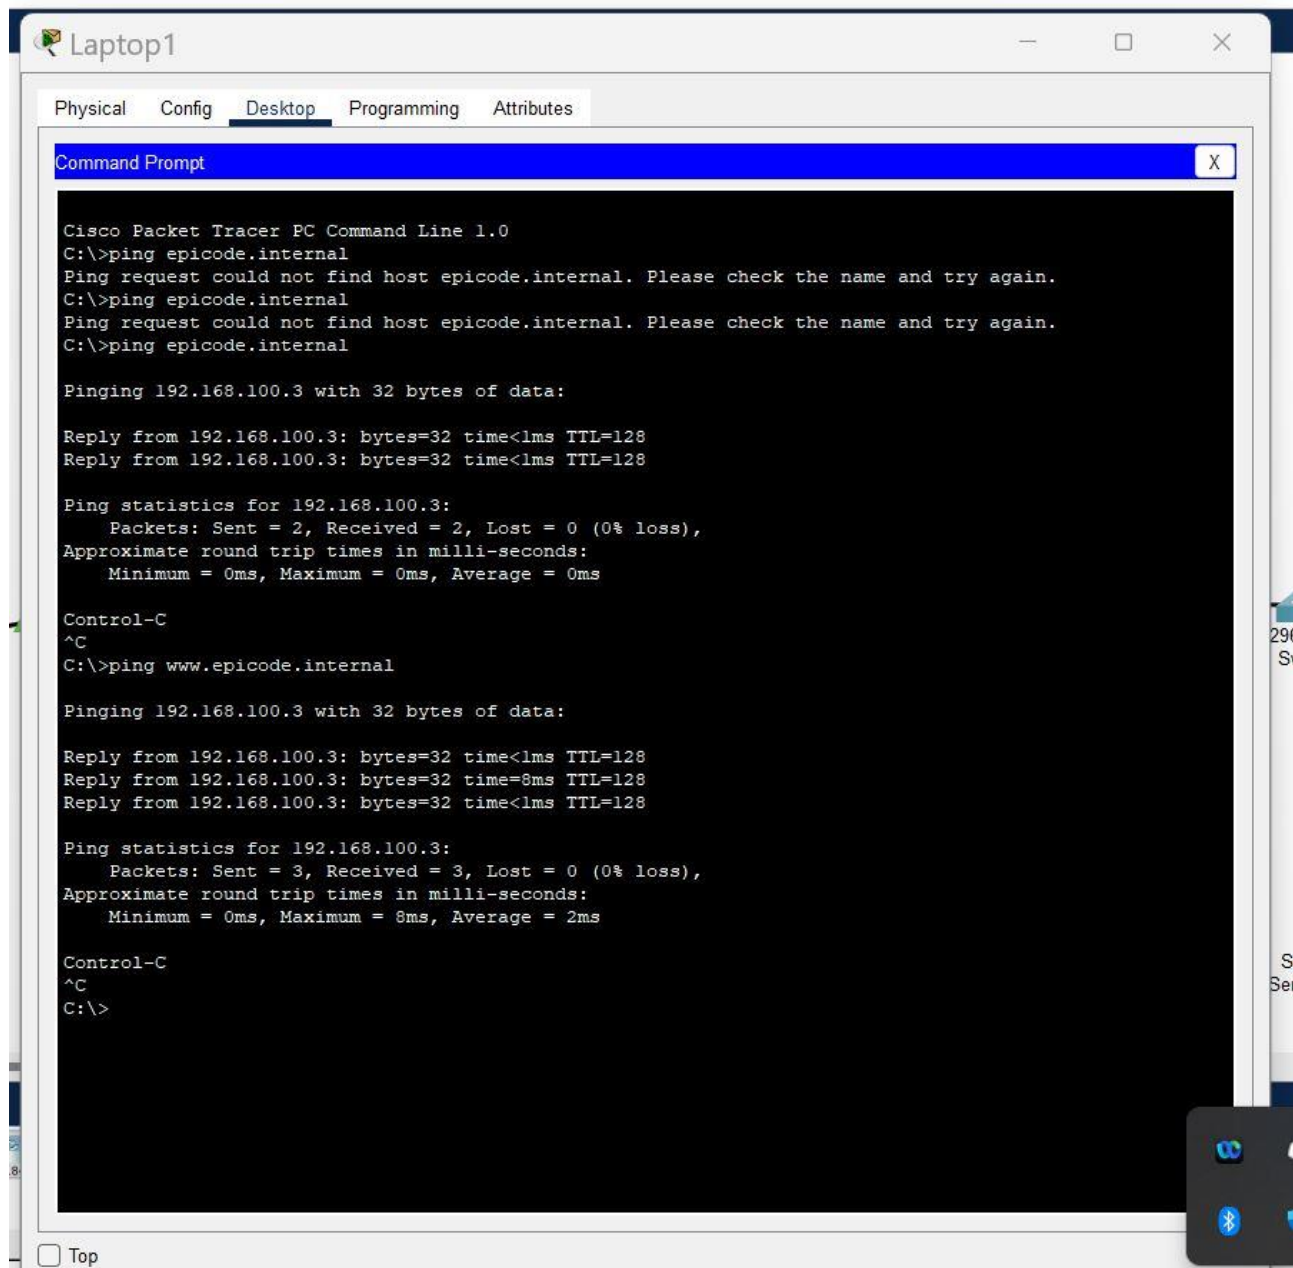 Laptop1
Physical Config Desktop Programming Attributes
Command Prompt X
Cisco Packet Tracer PC Command Line 1.0
C:\>ping epicode.internal
Ping request could not find host epicode.internal. Please check the name and try again.
C:\>ping epicode.internal
Ping request could not find host epicode.internal. Please check the name and try again.
C:\>ping epicode.internal
Pinging 192.168.100.3 with 32 bytes of data:
Reply from 192.168.100.3: bytes=32 time<1ms TTL=128
Reply from 192.168.100.3: bytes=32 time<1ms TTL=128
Ping statistics for 192.168.100.3:
Packets: Sent = 2, Received = 2, Lost = 0 (0% loss),
Approximate round trip times in milli-seconds:
Minimum = 0ms, Maximum = 0ms, Average = 0ms
Control-C
^C
C:\>ping www.epicode.internal
Pinging 192.168.100.3 with 32 bytes of data:
Reply from 192.168.100.3: bytes=32 time<1ms TTL=128
Reply from 192.168.100.3: bytes=32 time=8ms TTL=128
Reply from 192.168.100.3: bytes=32 time<1ms TTL=128
Ping statistics for 192.168.100.3:
Packets: Sent = 3, Received = 3, Lost = 0 (0% loss),
Approximate round trip times in milli-seconds:
Minimum = 0ms, Maximum = 8ms, Average = 2ms
Control-C
^C
C:\>
Top